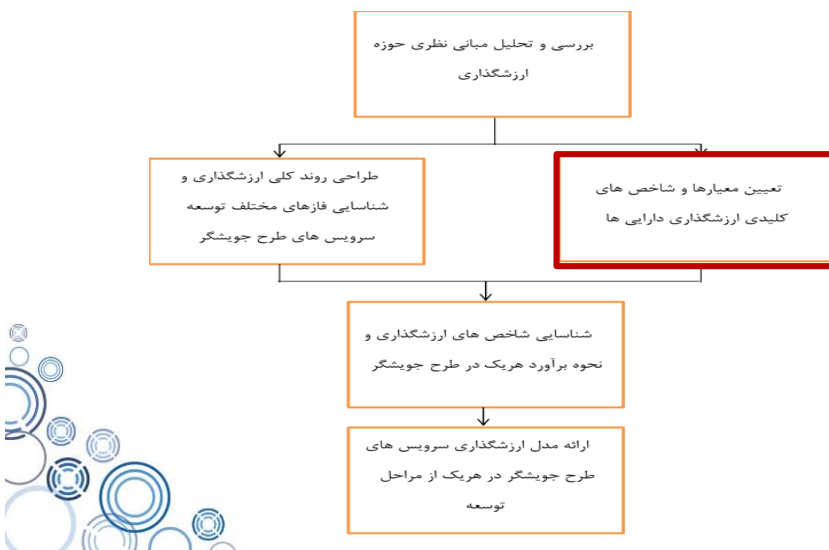 بررسی و تحلیل مبانی نظری حوزه
ارزشگذاری
تعیین معیارها و شاخص های
کلیدی ارزشگذاری دارایی ها
طراحی روند کلی ارزشگذاری و
شناسایی فازهای مختلف توسعه
سرویس های طرح جویشگر
شناسایی شاخص های ارزشگذاری و
نحوه برآورد هریک در طرح جویشگر
ارائه مدل ارزشگذاری سرویس های
طرح جویشگر در هریک از مراحل
توسعه